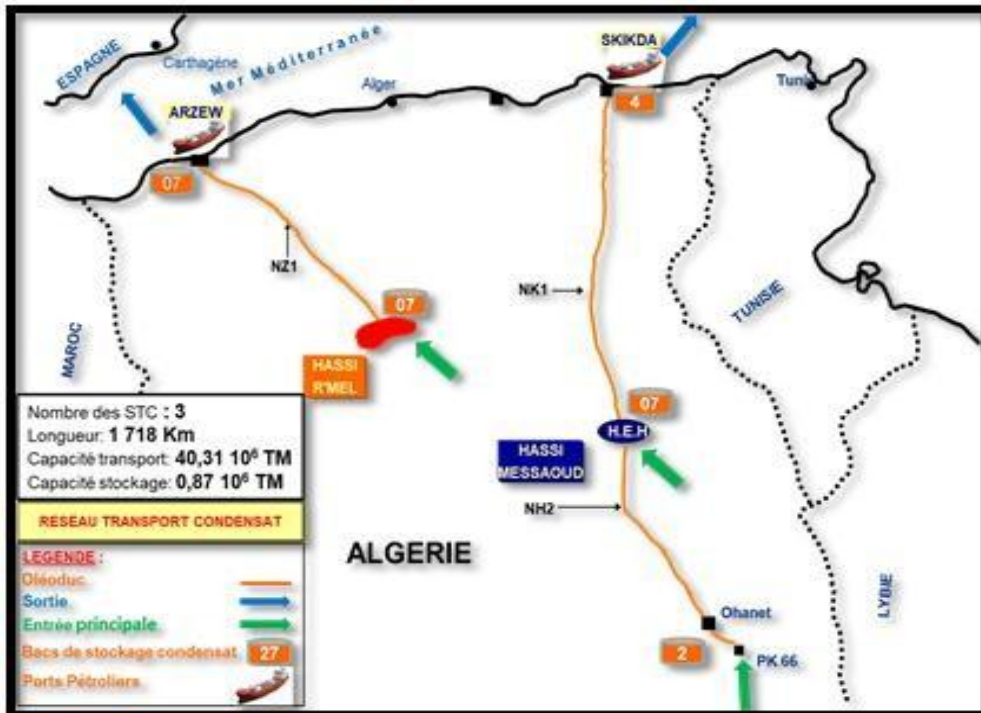 ESPAGNE
Carthagène
Mer Méditerranée
Alger
SKIKDA
Tunis
ARZEW
4
07
NZ1
NK1
TUNISIE
07
MAROC
HASSI
R'MEL
07
H.E.H
HASSI
MESSAOUD
NH2
Nombre des STC : 3
Longueur: 1 718 Km
Capacité transport: 40,31 10⁶ TM
Capacité stockage: 0,87 10⁶ TM
RESEAU TRANSPORT CONDENSAT
ALGERIE
LYBIE
LEGENDE :
Oléoduc
Sortie
Entrée principale
Bacs de stockage condensat 27
Ports Pétroliers
Ohanet
2
PK 66